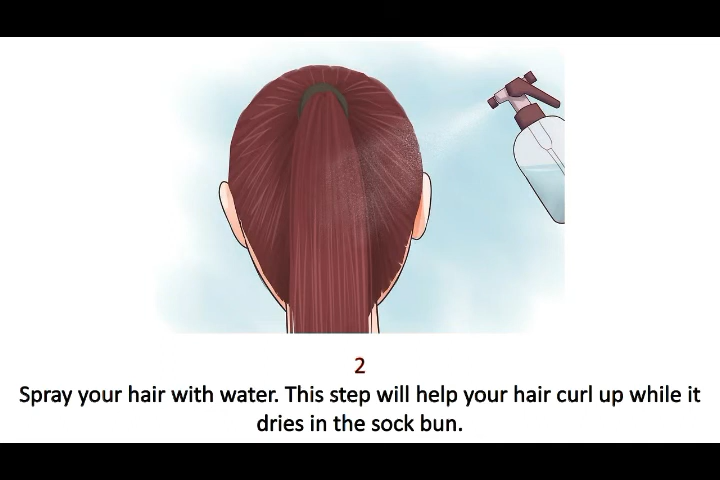 2
Spray your hair with water. This step will help your hair curl up while it
dries in the sock bun.